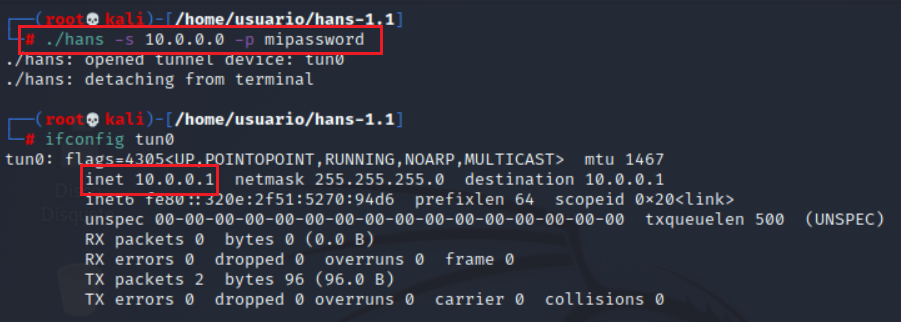 ┌──(root💀kali)-[/home/usuario/hans-1.1]
└─# ./hans -s 10.0.0.0 -p mipassword
./hans: opened tunnel device: tun0
./hans: detaching from terminal
┌──(root💀kali)-[/home/usuario/hans-1.1]
└─# ifconfig tun0
tun0: flags=4305<UP,POINTOPOINT,RUNNING,NOARP,MULTICAST>  mtu 1467
inet 10.0.0.1  netmask 255.255.255.0  destination 10.0.0.1
inet6 fe80::320e:2f51:5270:94d6  prefixlen 64  scopeid 0×20<link>
unspec 00-00-00-00-00-00-00-00-00-00-00-00-00-00-00-00  txqueuelen 500  (UNSPEC)
RX packets 0  bytes 0 (0.0 B)
RX errors 0  dropped 0  overruns 0  frame 0
TX packets 2  bytes 96 (96.0 B)
TX errors 0  dropped 0 overruns 0  carrier 0  collisions 0